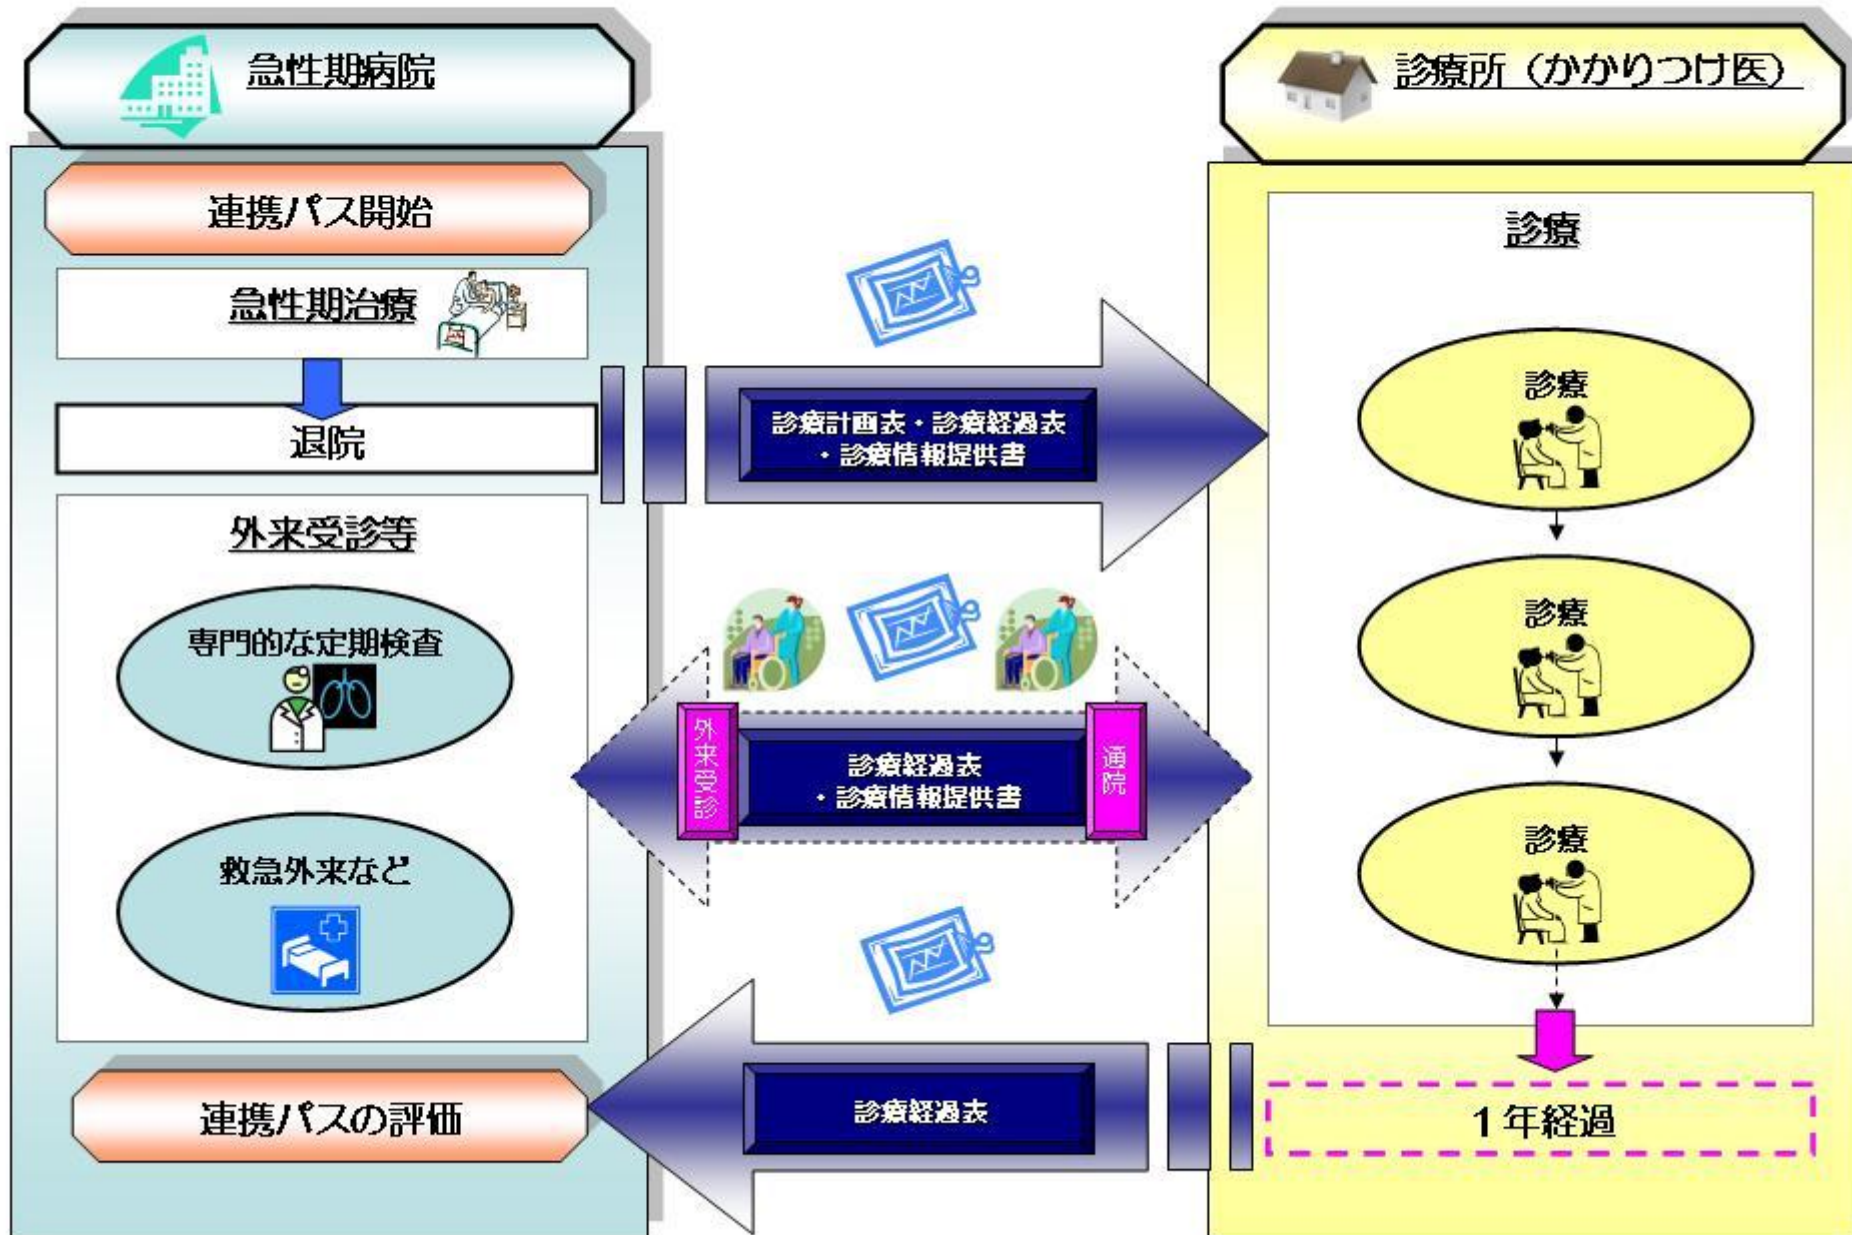 急性期病院
連携パス開始
急性期治療
退院
外来受診等
専門的な定期検査
救急外来など
連携パスの評価
診療計画表・診療経過表
・診療情報提供書
外来受診
診療経過表
・診療情報提供書
通院
診療経過表
診療所（かかりつけ医）
診療
診療
診療
診療
１年経過